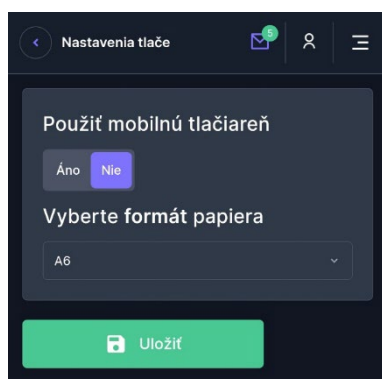 Nastavenia tlače
5
Použiť mobilnú tlačiareň
Áno Nie
Vyberte formát papiera
A6
Uložiť